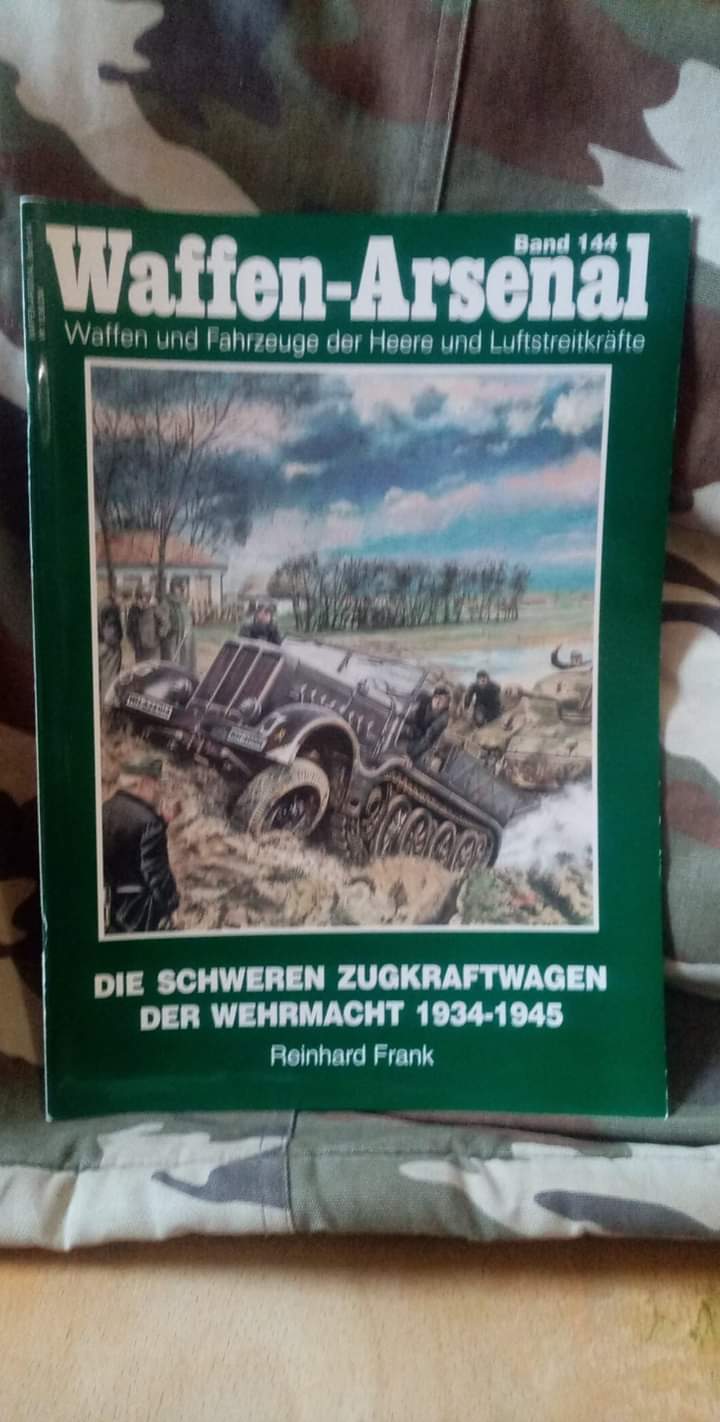 Band 144
Waffen-Arsenal
Waffen und Fahrzeuge der Heere und Luftstreitkräfte
DIE SCHWEREN ZUGKRAFTWAGEN
DER WEHRMACHT 1934-1945
Reinhard Frank